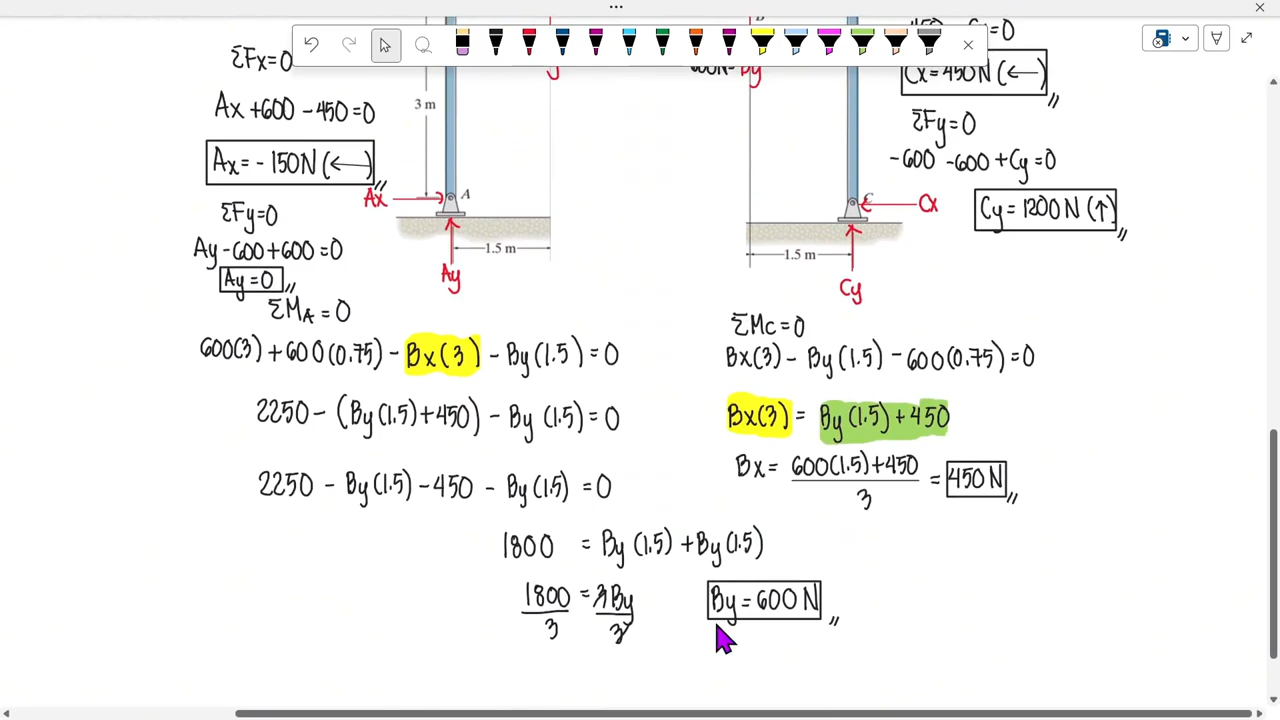 ΣFx=0
Ax +600 -450 =0
Ax = - 150N (←)
ΣFy=0
Ay -600 +600 =0
Ay =0
3 m
A
Ax
1.5 m
Ay
ΣM_A = 0
600(3) + 600(0.75) - Bx(3) - By(1.5) = 0
2250 - (By(1.5)+450) - By(1.5) = 0
2250 - By(1.5) - 450 - By(1.5) = 0
1800 = By(1.5) + By(1.5)
1800/3 = 3By/3
By = 600 N
By
Cx = 450 N (←)
ΣFy=0
-600 -600 + Cy = 0
Cy = 1200 N (↑)
C
Cx
1.5 m
Cy
ΣMc=0
Bx(3) - By(1.5) - 600(0.75) = 0
Bx(3) = By(1.5) + 450
Bx = 600(1.5)+450 / 3 = 450 N